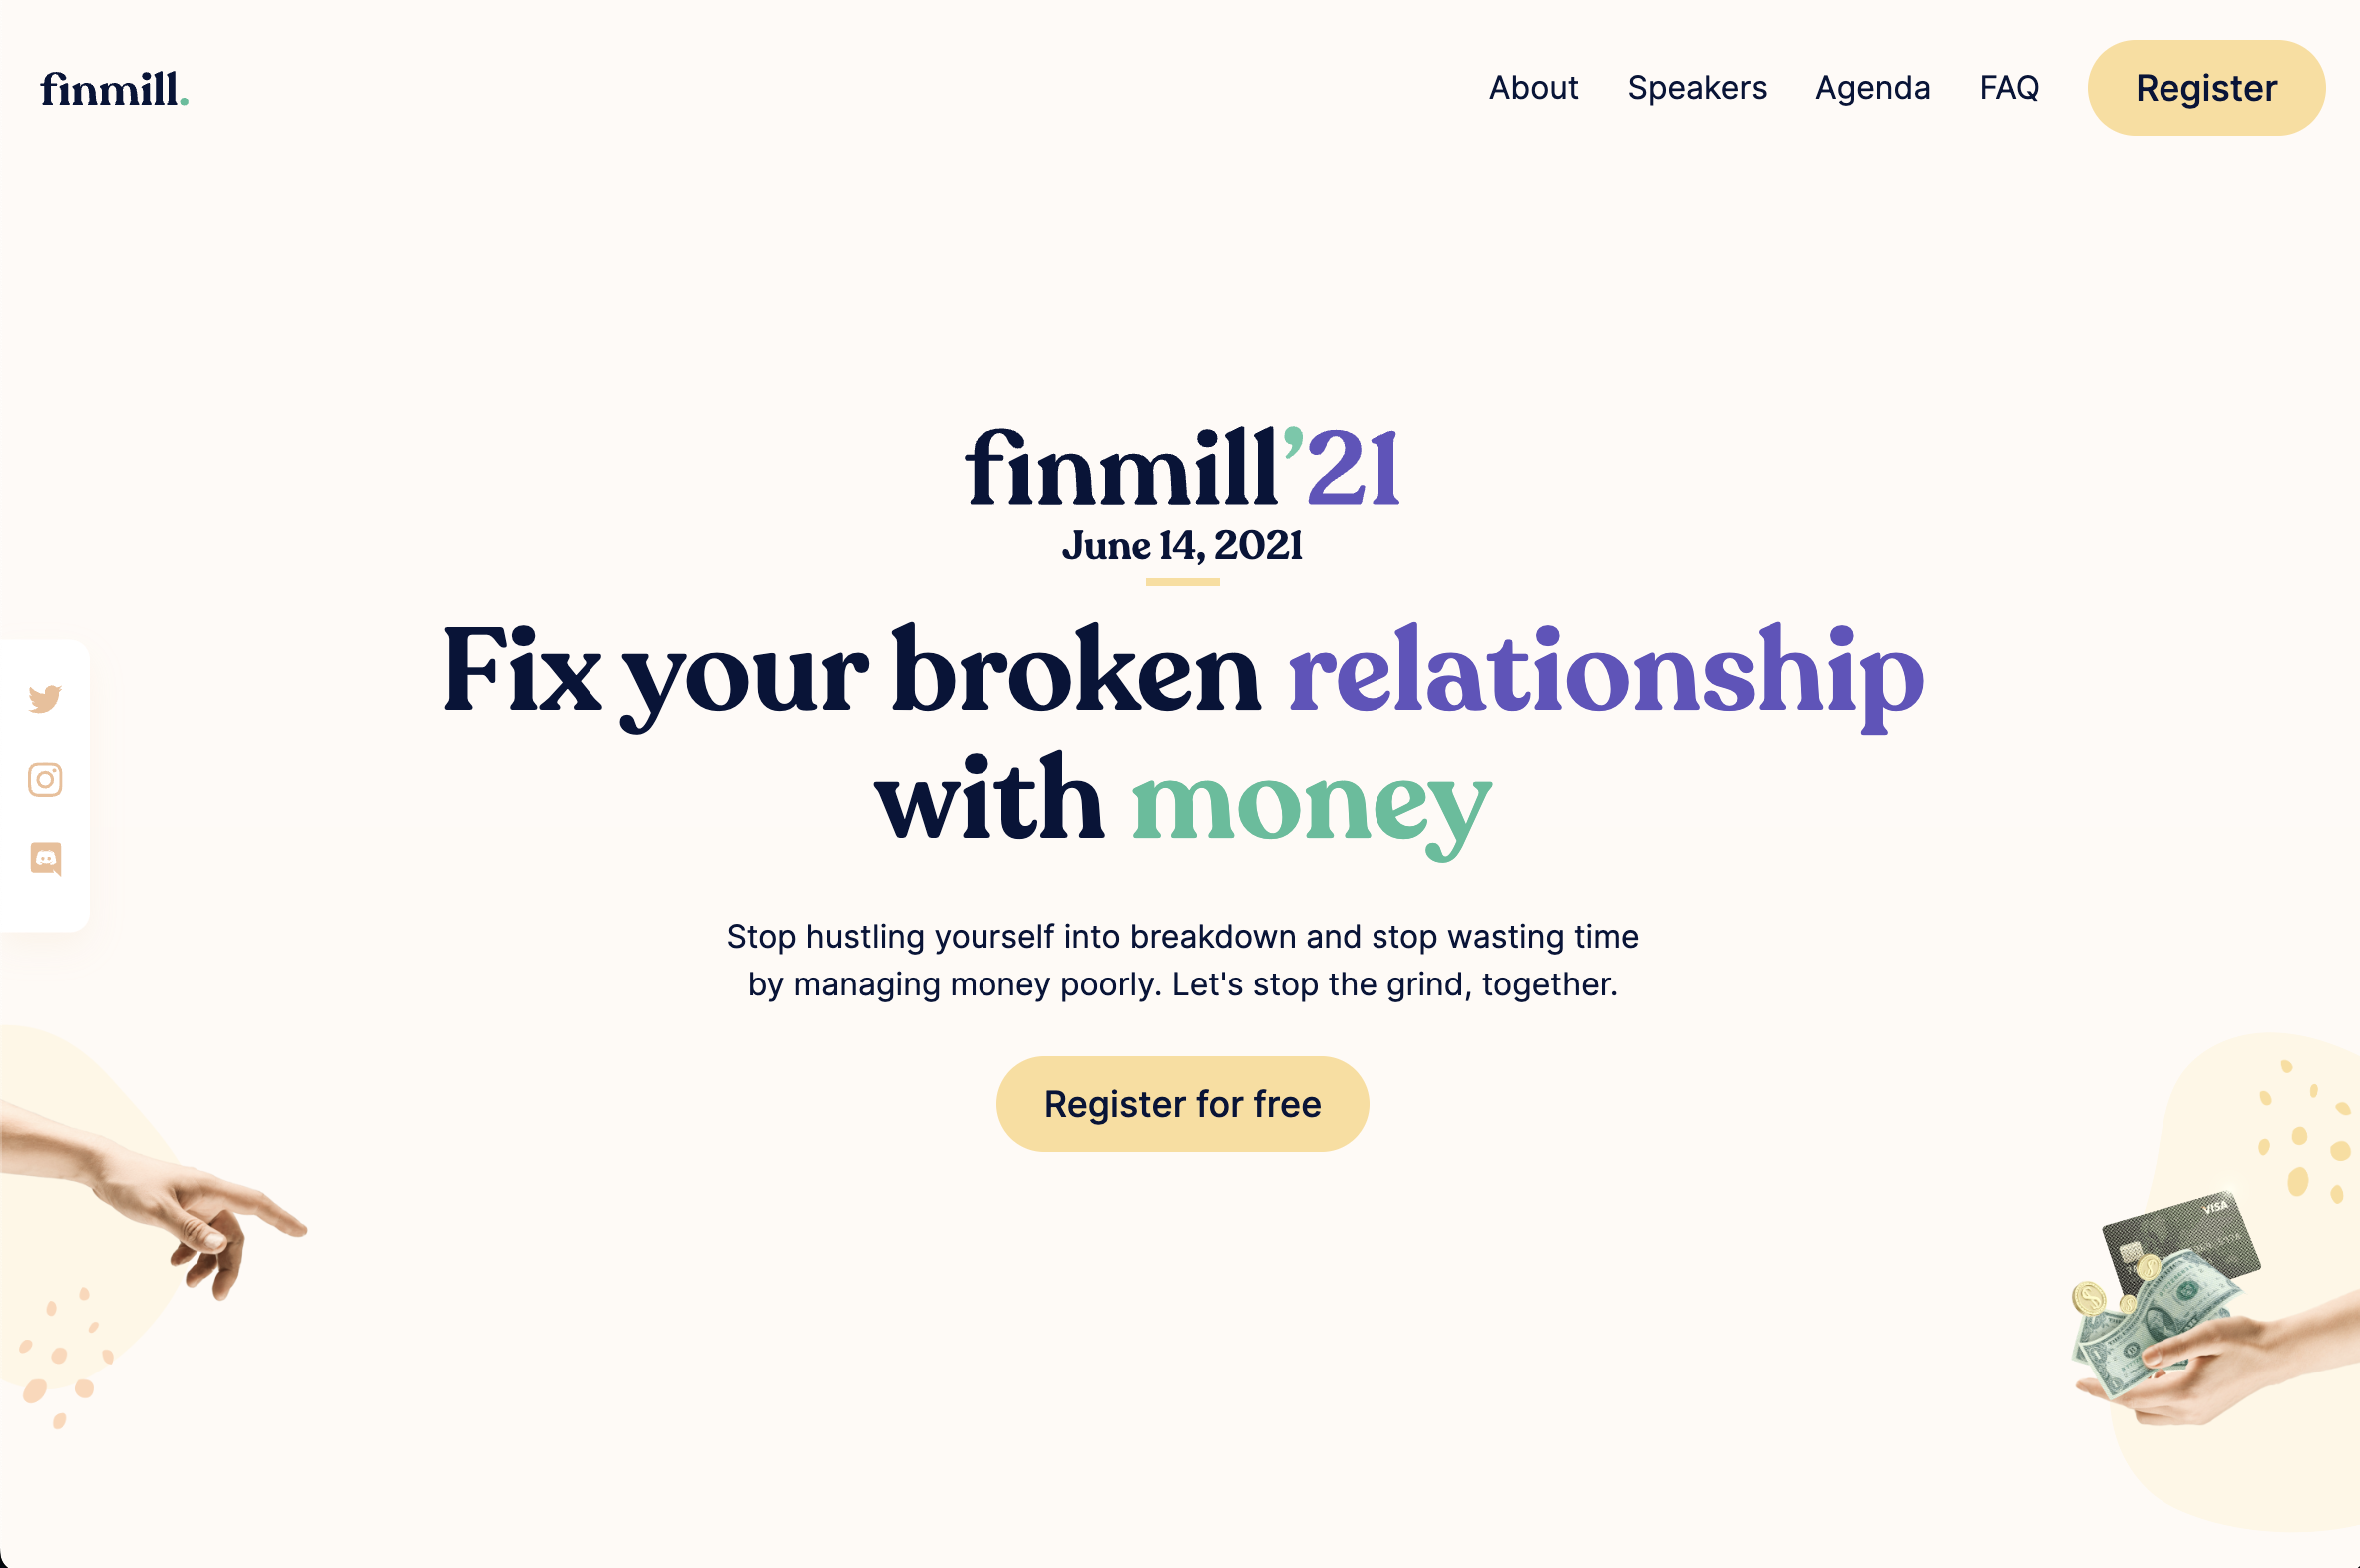 finmill.
About
Speakers
Agenda
FAQ
Register
finmill’21
June 14, 2021
Fix your broken relationship
with money
Stop hustling yourself into breakdown and stop wasting time
by managing money poorly. Let's stop the grind, together.
Register for free
VISA